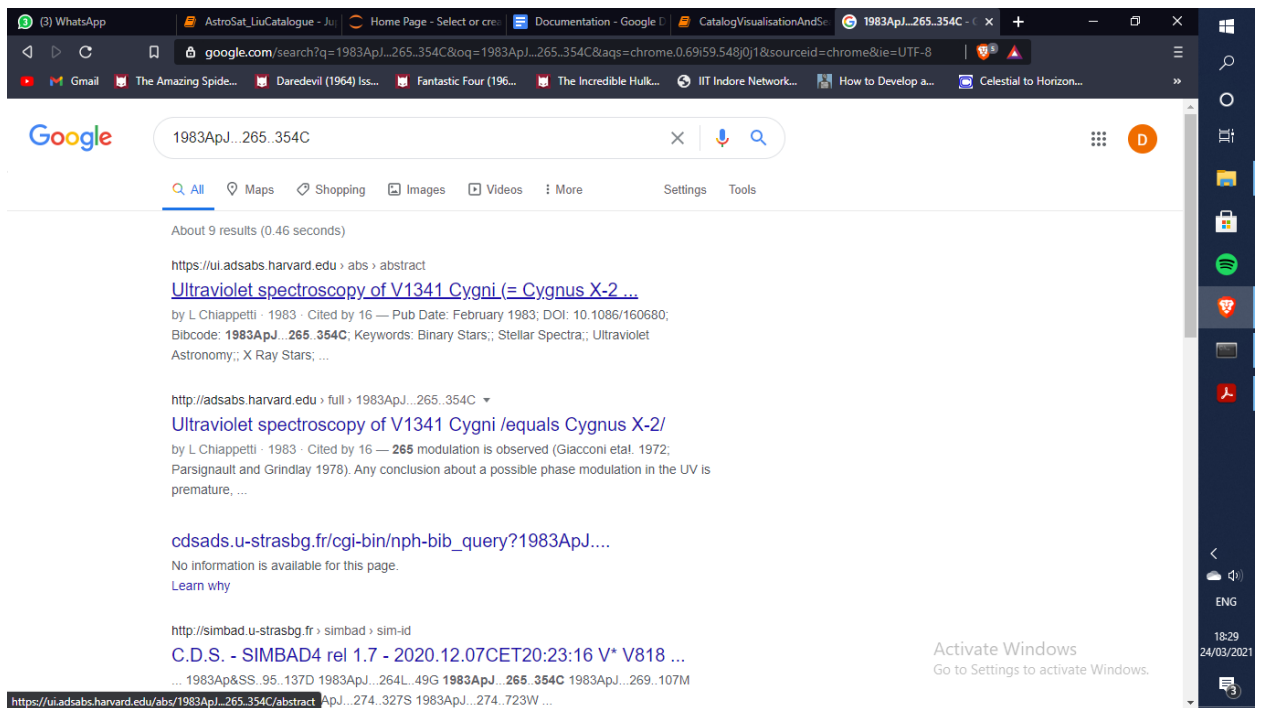 (3) WhatsApp
AstroSat_LiuCatalogue - Ju
Home Page - Select or crea
Documentation - Google D
CatalogVisualisationAndSe
1983ApJ...265..354C - G
google.com/search?q=1983ApJ...265..354C&oq=1983ApJ...265..354C&aqs=chrome.0.69i59.548j0j1&sourceid=chrome&ie=UTF-8
5
Gmail
The Amazing Spide...
Daredevil (1964) Iss...
Fantastic Four (196...
The Incredible Hulk...
IIT Indore Network...
How to Develop a...
Celestial to Horizon...
»
Google
1983ApJ...265..354C
D
All
Maps
Shopping
Images
Videos
More
Settings
Tools
About 9 results (0.46 seconds)
https://ui.adsabs.harvard.edu › abs › abstract
Ultraviolet spectroscopy of V1341 Cygni (= Cygnus X-2 ...
by L Chiappetti · 1983 · Cited by 16 — Pub Date: February 1983; DOI: 10.1086/160680;
Bibcode: 1983ApJ...265..354C; Keywords: Binary Stars;; Stellar Spectra;; Ultraviolet
Astronomy;; X Ray Stars; ...
http://adsabs.harvard.edu › full › 1983ApJ...265..354C
Ultraviolet spectroscopy of V1341 Cygni /equals Cygnus X-2/
by L Chiappetti · 1983 · Cited by 16 — 265 modulation is observed (Giacconi eta!. 1972;
Parsignault and Grindlay 1978). Any conclusion about a possible phase modulation in the UV is
premature, ...
cdsads.u-strasbg.fr/cgi-bin/nph-bib_query?1983ApJ....
No information is available for this page.
Learn why
http://simbad.u-strasbg.fr › simbad › sim-id
C.D.S. - SIMBAD4 rel 1.7 - 2020.12.07CET20:23:16 V* V818 ...
... 1983Ap&SS..95..137D 1983ApJ...264L..49G 1983ApJ...265..354C 1983ApJ...269..107M
ApJ...274..327S 1983ApJ...274..723W ...
https://ui.adsabs.harvard.edu/abs/1983ApJ...265..354C/abstract
Activate Windows
Go to Settings to activate Windows.
ENG
18:29
24/03/2021
3